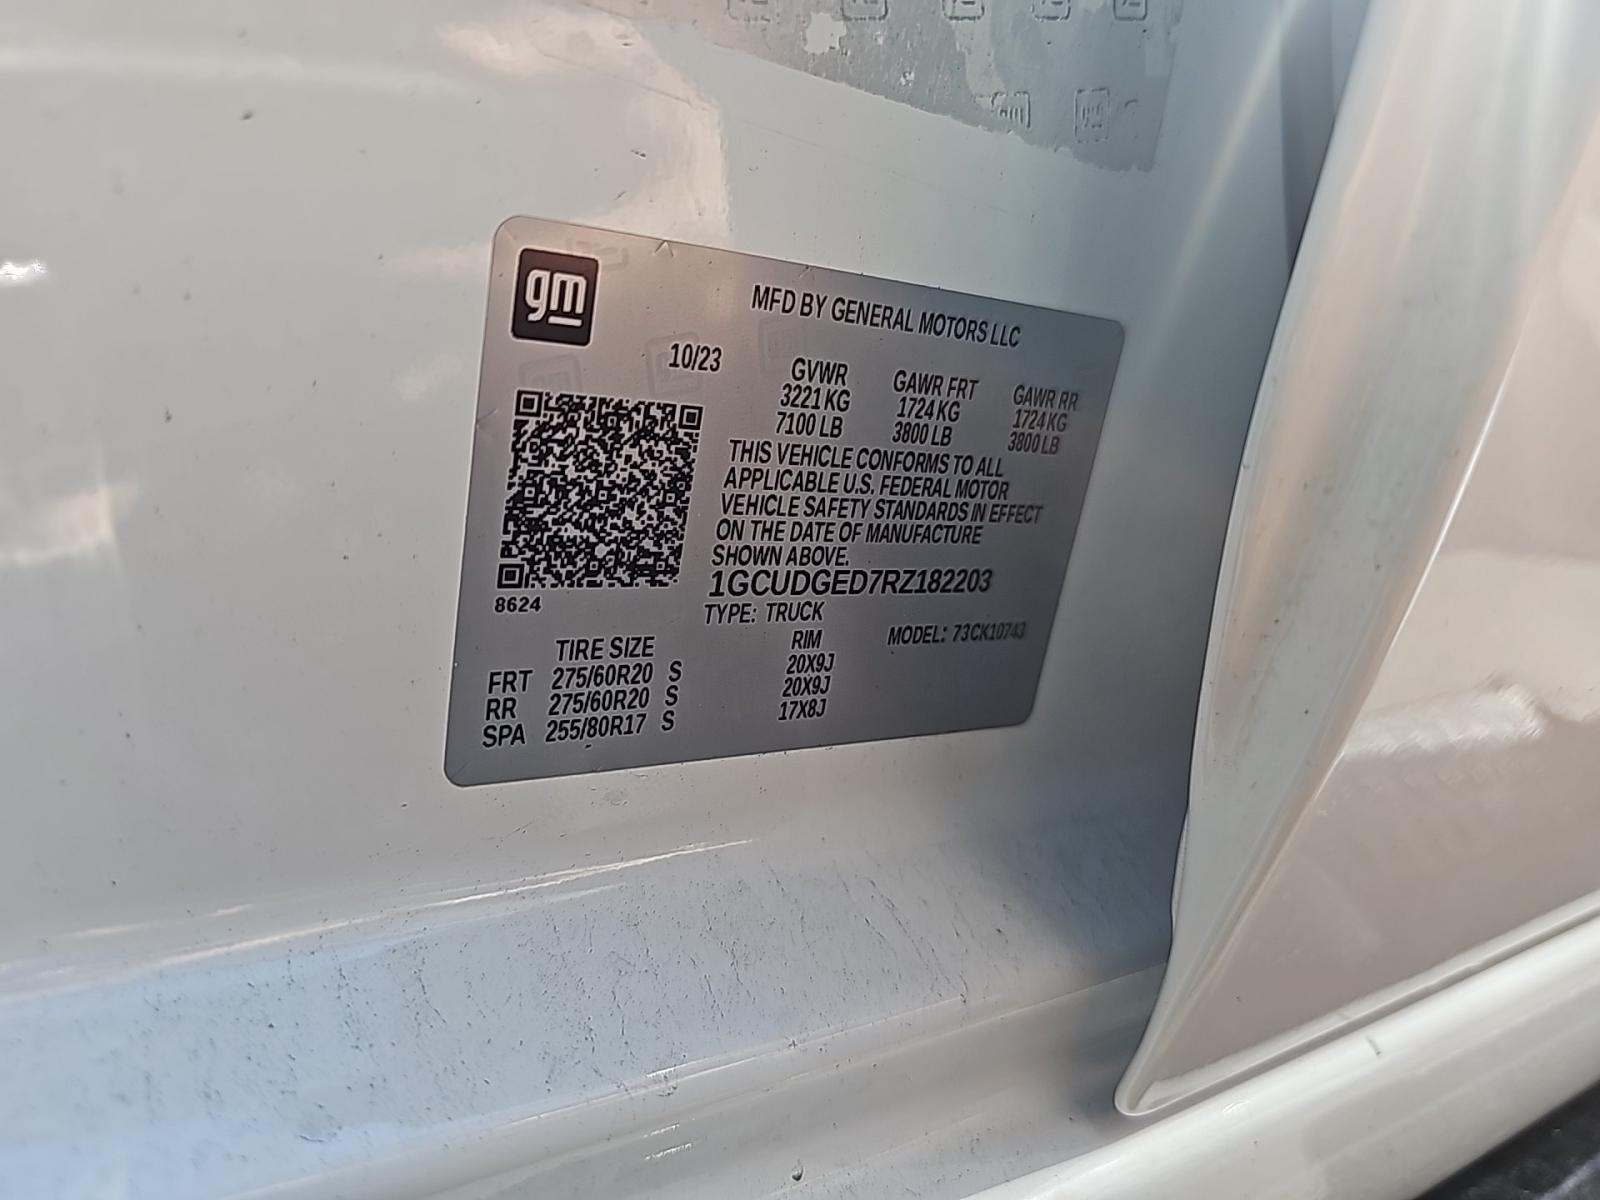 gm
MFD BY GENERAL MOTORS LLC
10/23
GVWR GAWR FRT GAWR RR
3221 KG 1724 KG 1724 KG
7100 LB 3800 LB 3800 LB
THIS VEHICLE CONFORMS TO ALL
APPLICABLE U.S. FEDERAL MOTOR
VEHICLE SAFETY STANDARDS IN EFFECT
ON THE DATE OF MANUFACTURE
SHOWN ABOVE.
1GCUDGED7RZ182203
8624
TYPE: TRUCK
MODEL: 73CK10743
TIRE SIZE RIM
FRT 275/60R20 S 20X9J
RR 275/60R20 S 20X9J
SPA 255/80R17 S 17X8J